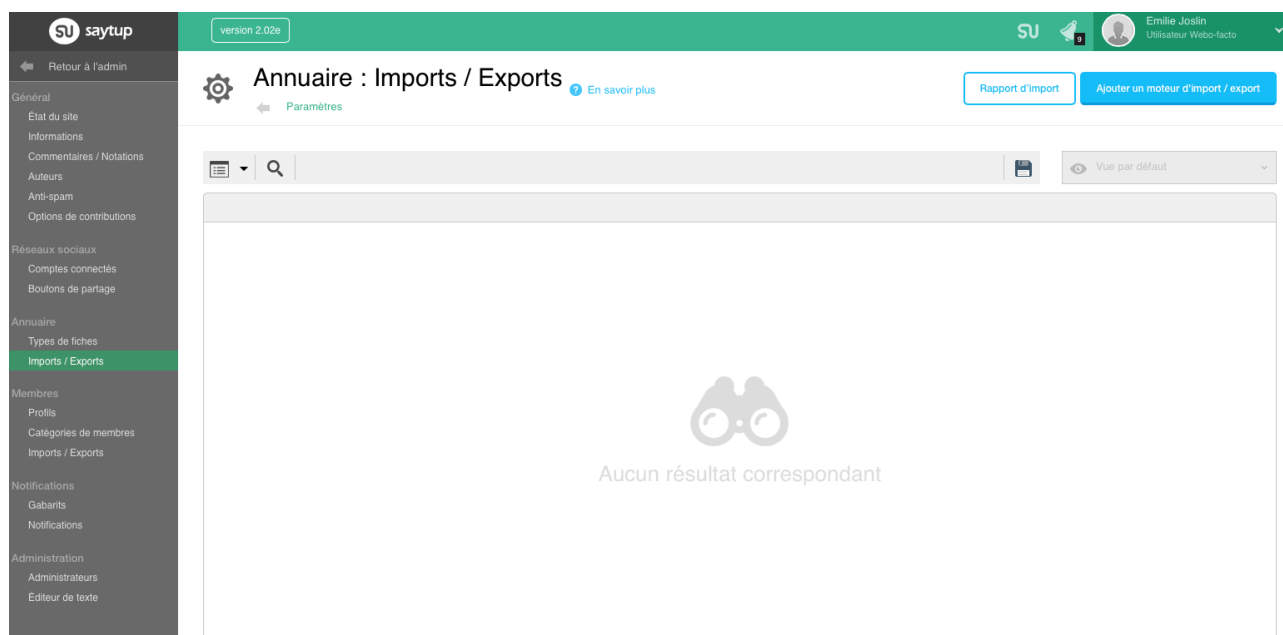 SU saytup
version 2.02e
SU
9
Emilie Joslin
Utilisateur Webo-facto
Retour à l'admin
Annuaire : Imports / Exports
? En savoir plus
Paramètres
Rapport d'import
Ajouter un moteur d'import / export
Général
État du site
Informations
Commentaires / Notations
Auteurs
Anti-spam
Options de contributions
Réseaux sociaux
Comptes connectés
Boutons de partage
Annuaire
Types de fiches
Imports / Exports
Membres
Profils
Catégories de membres
Imports / Exports
Notifications
Gabarits
Notifications
Administration
Administrateurs
Éditeur de texte
Vue par défaut
Aucun résultat correspondant